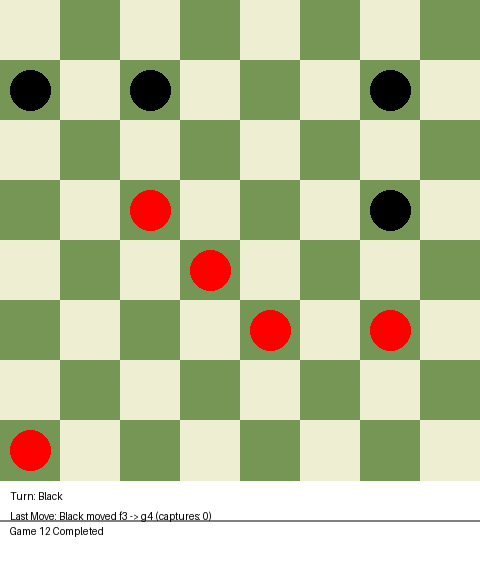 Turn: Black
Last Move: Black moved f3 -> g4 (captures: 0)
Game 12 Completed